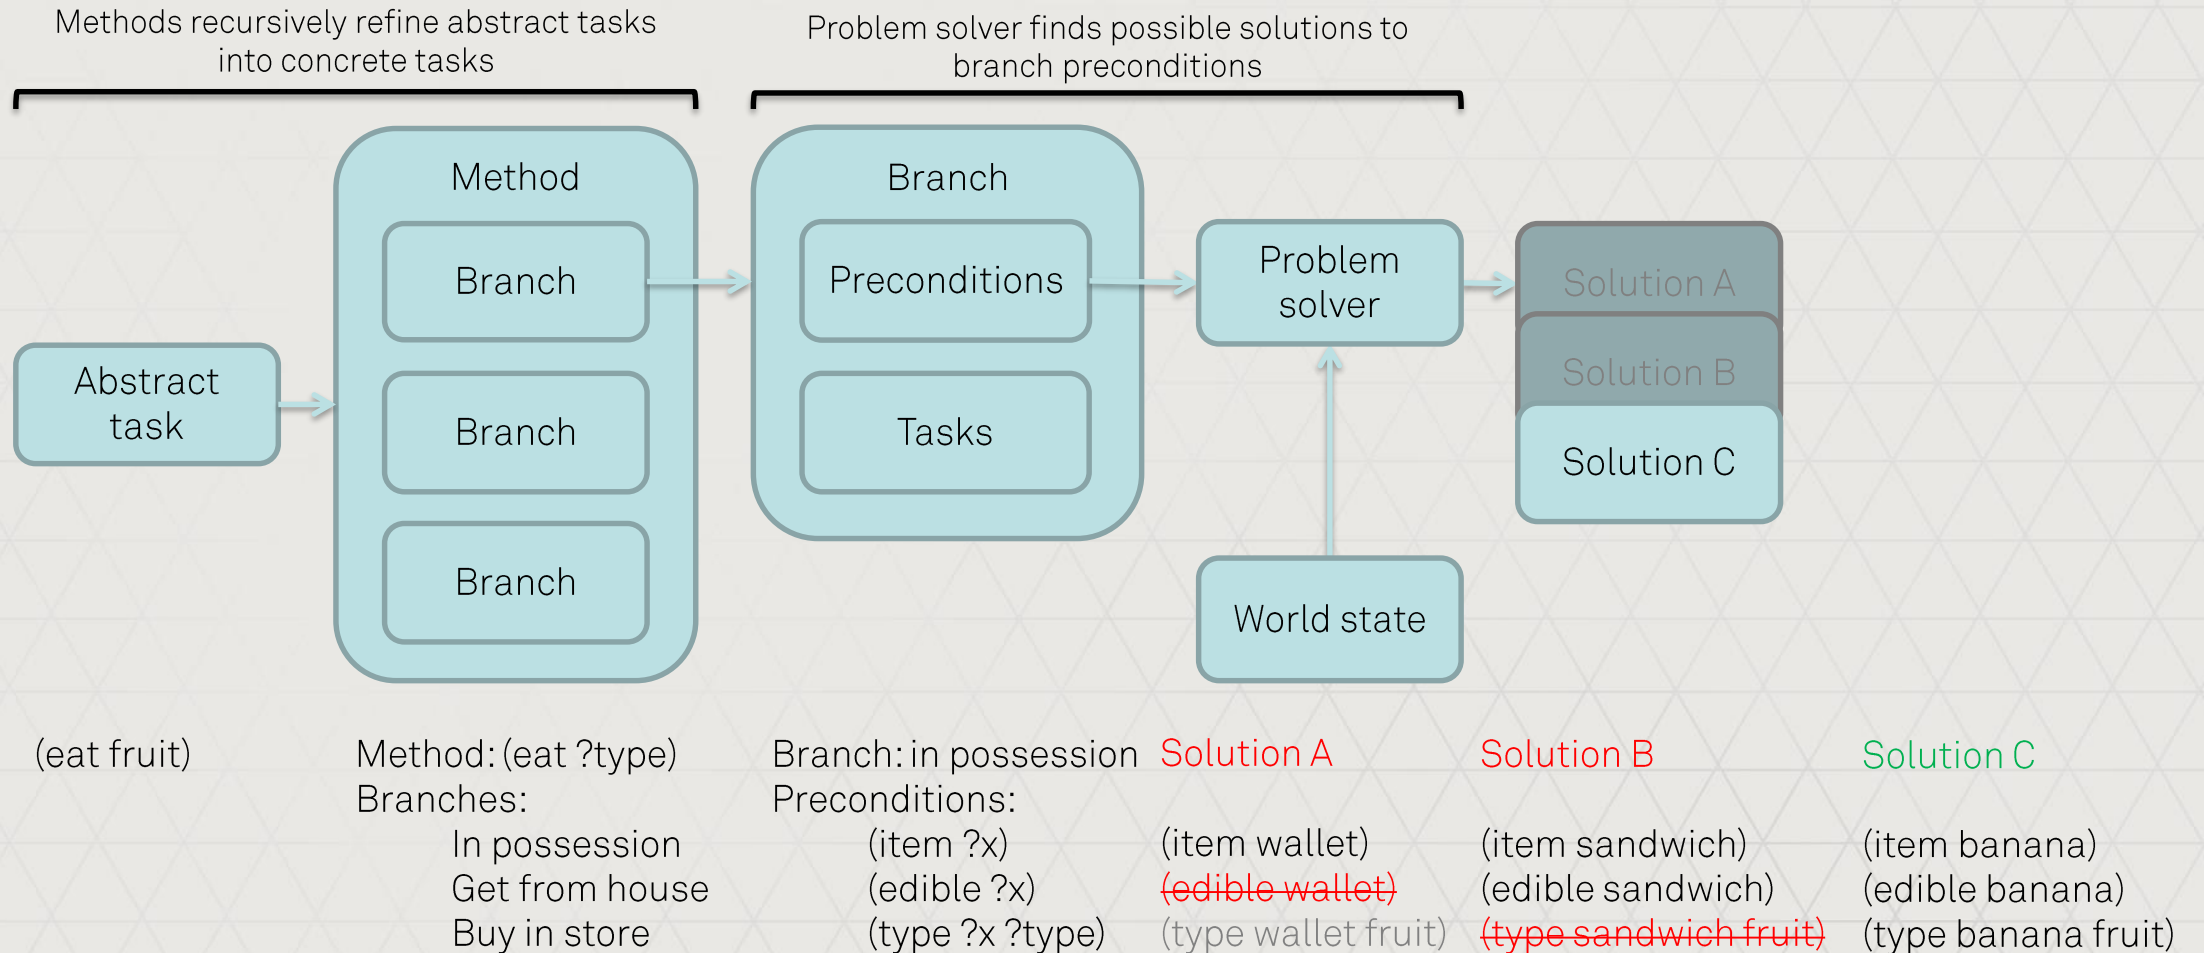 Methods recursively refine abstract tasks
into concrete tasks
Problem solver finds possible solutions to
branch preconditions
Abstract
task
Method
Branch
Branch
Branch
Branch
Preconditions
Tasks
Problem
solver
World state
Solution A
Solution B
Solution C
(eat fruit)
Method: (eat ?type)
Branches:
In possession
Get from house
Buy in store
Branch: in possession
Preconditions:
(item ?x)
(edible ?x)
(type ?x ?type)
Solution A
(item wallet)
(edible wallet)
(type wallet fruit)
Solution B
(item sandwich)
(edible sandwich)
(type sandwich fruit)
Solution C
(item banana)
(edible banana)
(type banana fruit)